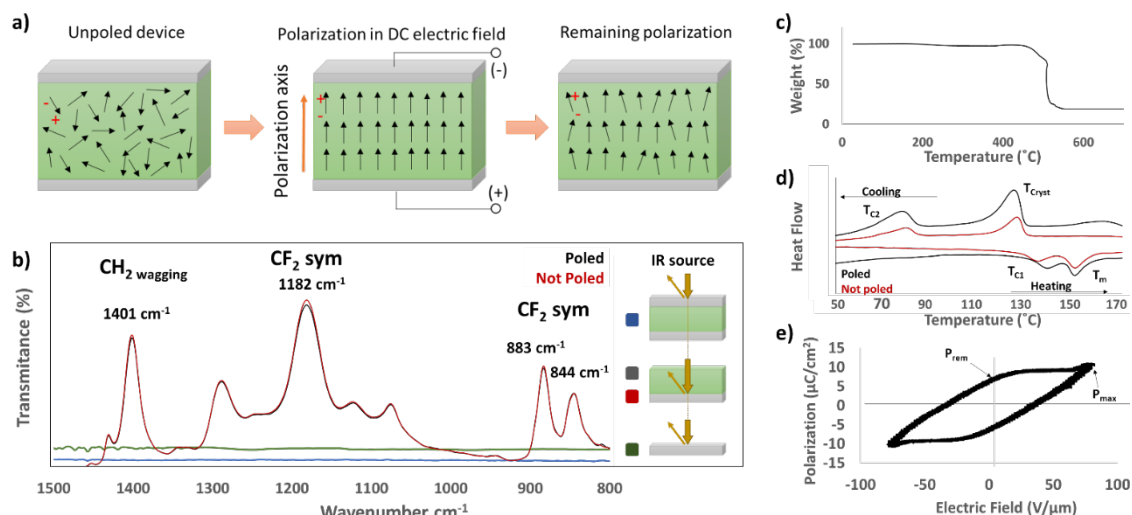 a)
Unpoled device
Polarization in DC electric field
Remaining polarization
(-)
Polarization axis
-
+
+
-
+
-
(+)
b)
CH2 wagging
1401 cm-1
CF2 sym
1182 cm-1
Poled
Not Poled
CF2 sym
883 cm-1
844 cm-1
IR source
Transmitance (%)
1500 1400 1300 1200 1100 1000 900 800
Wavenumber cm-1
c)
Weight (%)
100
50
0
0 200 400 600
Temperature (˚C)
d)
Cooling
TC2
TCryst
Heat Flow
Poled
Not poled
TC1
Heating
Tm
50 70 90 110 130 150 170
Temperature (˚C)
e)
Polarization (µC/cm2)
15
10
5
0
-5
-10
-15
Prem
Pmax
-100 -50 0 50 100
Electric Field (V/µm)